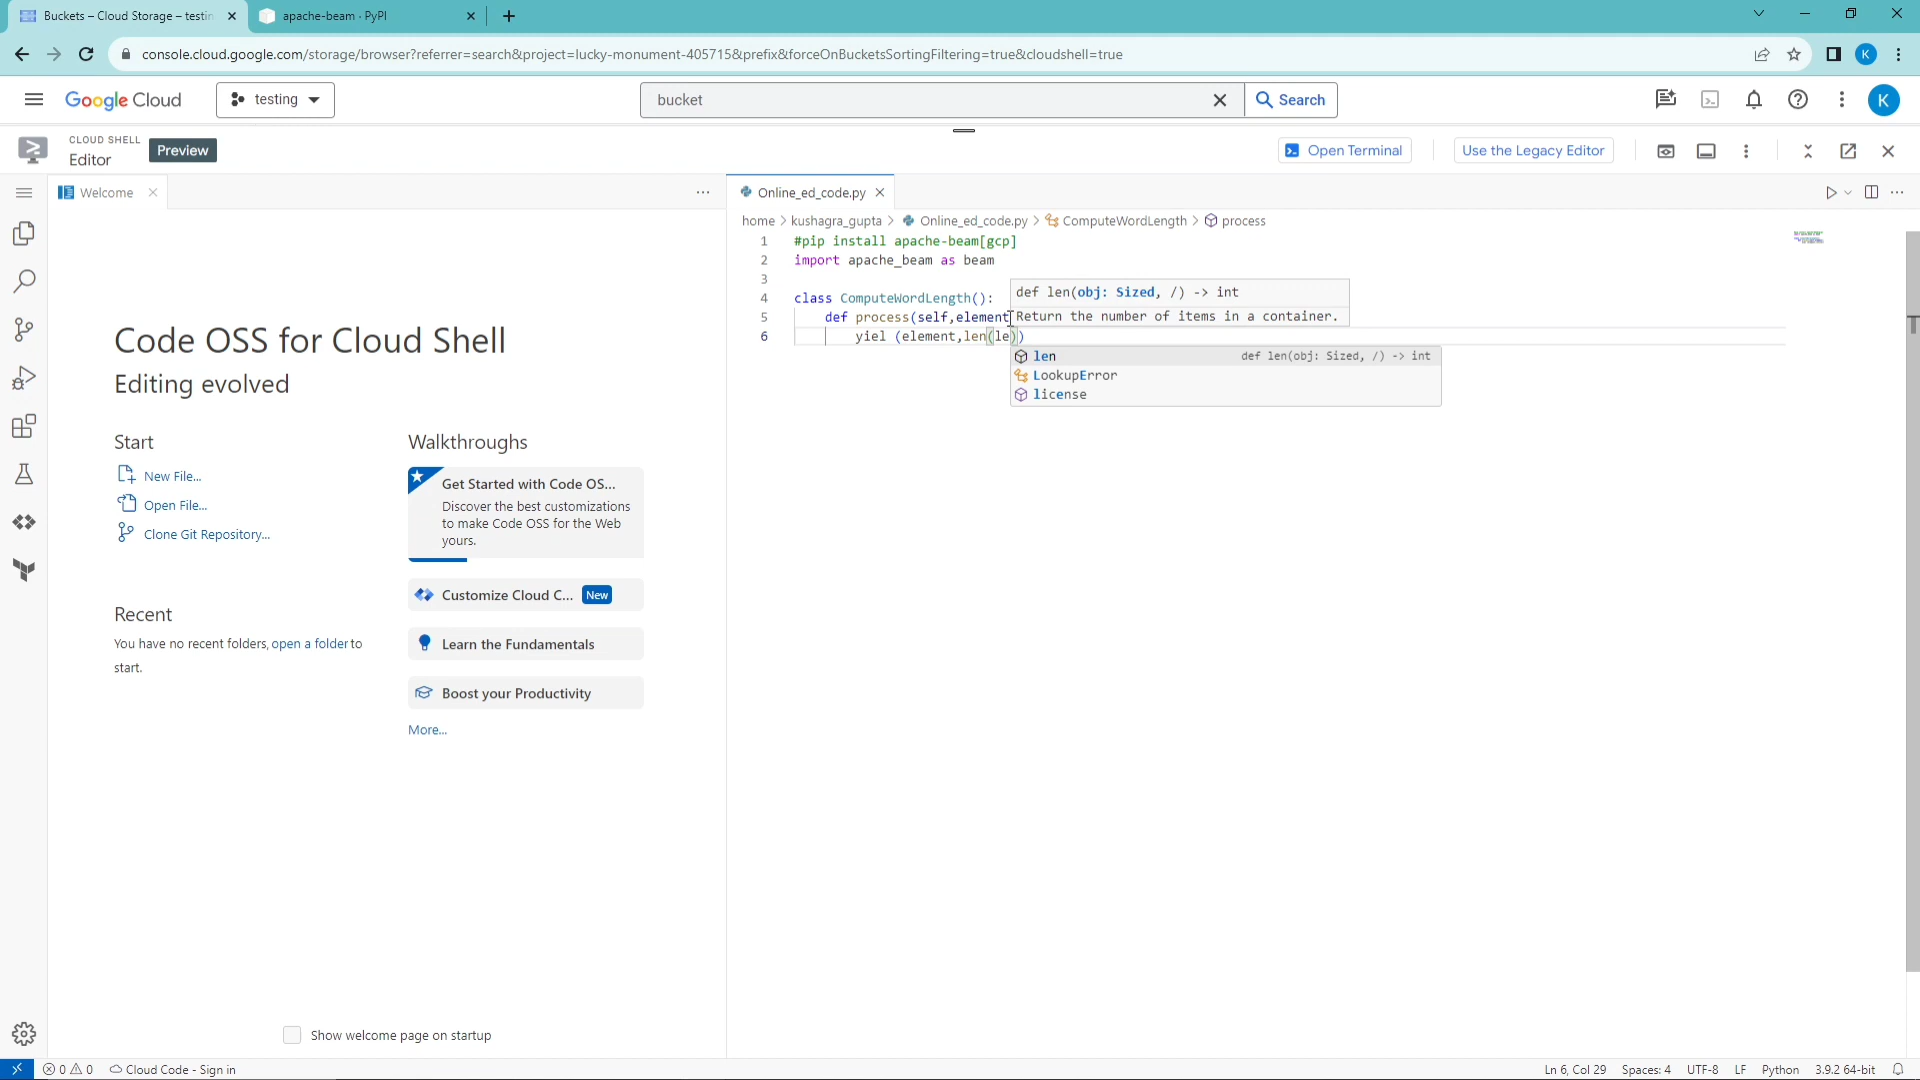 Buckets – Cloud Storage – testin
apache-beam · PyPI
console.cloud.google.com/storage/browser?referrer=search&project=lucky-monument-405715&prefix&forceOnBucketsSortingFiltering=true&cloudshell=true
K
Google Cloud
testing
bucket
Search
K
CLOUD SHELL
Editor
Preview
Open Terminal
Use the Legacy Editor
Welcome
Online_ed_code.py
home > kushagra_gupta > Online_ed_code.py > ComputeWordLength > process
1 #pip install apache-beam[gcp]
2 import apache_beam as beam
3
4 class ComputeWordLength():
5 def process(self,element
6 yiel (element,len(le))
def len(obj: Sized, /) -> int
Return the number of items in a container.
len def len(obj: Sized, /) -> int
LookupError
license
Code OSS for Cloud Shell
Editing evolved
Start
New File...
Open File...
Clone Git Repository...
Recent
You have no recent folders, open a folder to
start.
Walkthroughs
Get Started with Code OS...
Discover the best customizations
to make Code OSS for the Web
yours.
Customize Cloud C... New
Learn the Fundamentals
Boost your Productivity
More...
Show welcome page on startup
0 0 Cloud Code - Sign in
Ln 6, Col 29 Spaces: 4 UTF-8 LF Python 3.9.2 64-bit